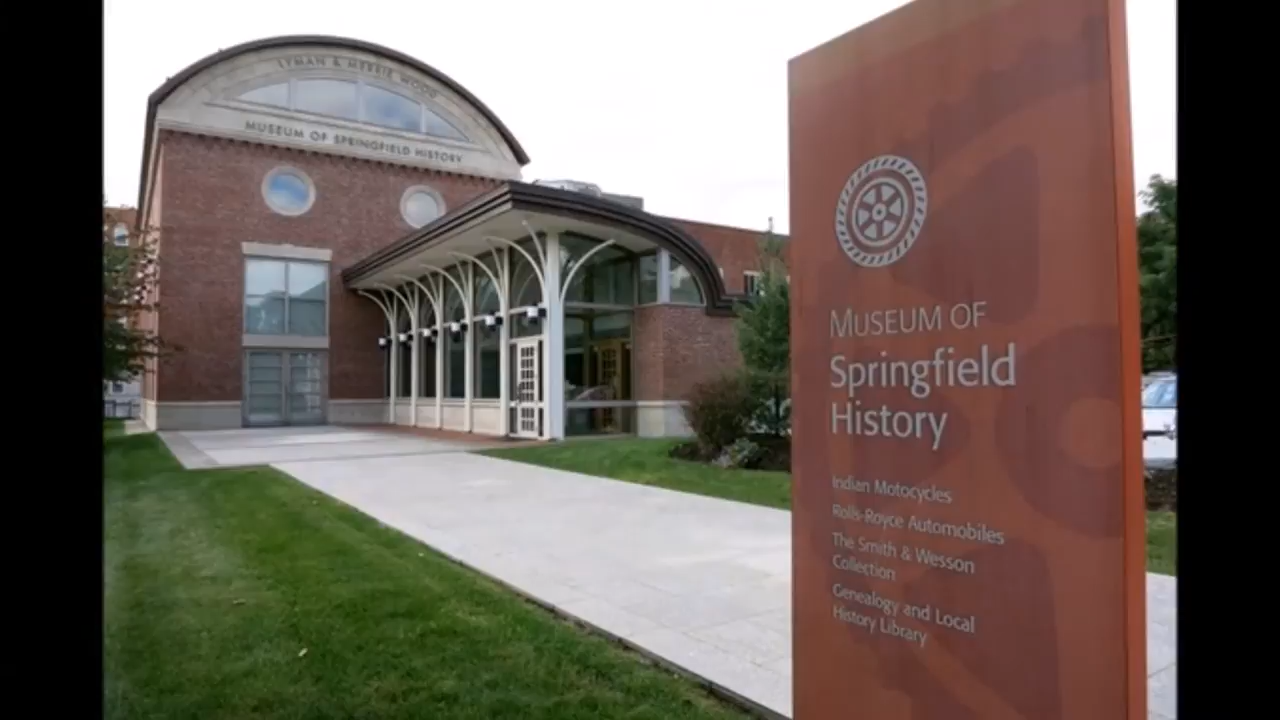 LYMAN & MERRIE WOOD
MUSEUM OF SPRINGFIELD HISTORY
MUSEUM OF
Springfield
History
Indian Motocycles
Rolls-Royce Automobiles
The Smith & Wesson
Collection
Genealogy and Local
History Library